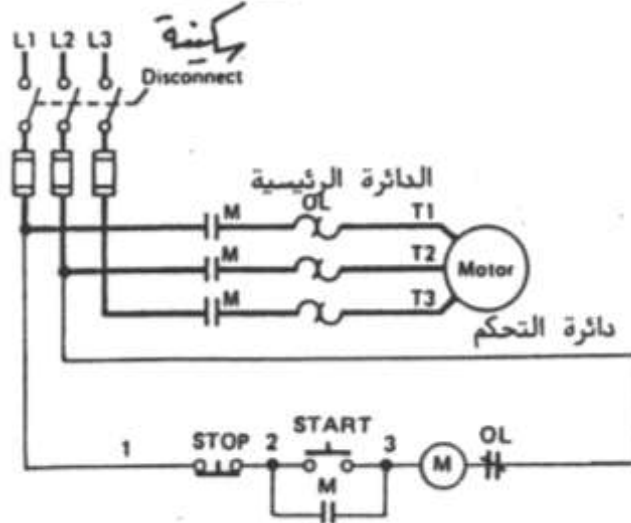 سكينة
L1 L2 L3
Disconnect
الدائرة الرئيسية
OL
M T1
M T2
Motor
M T3
دائرة التحكم
START
1 STOP 2 3 OL
M
M